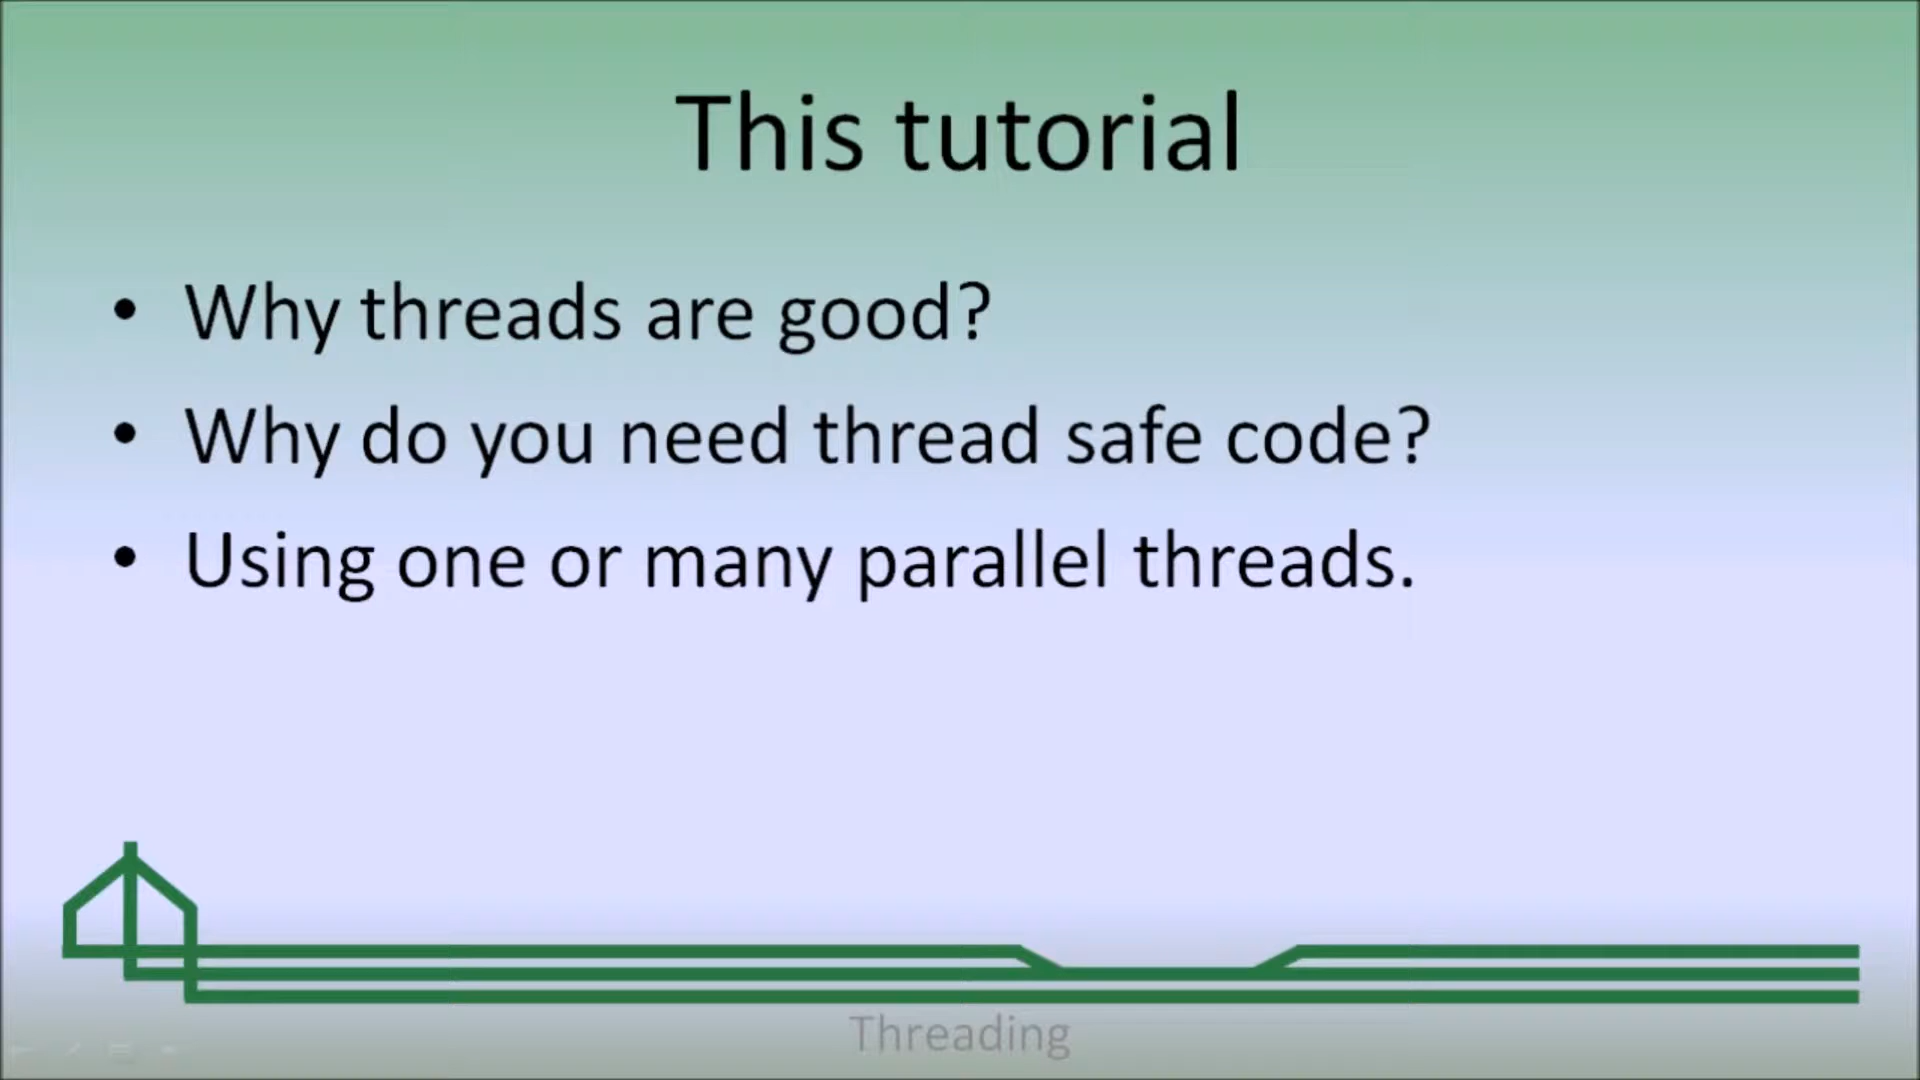 This tutorial
• Why threads are good?
• Why do you need thread safe code?
• Using one or many parallel threads.
Threading